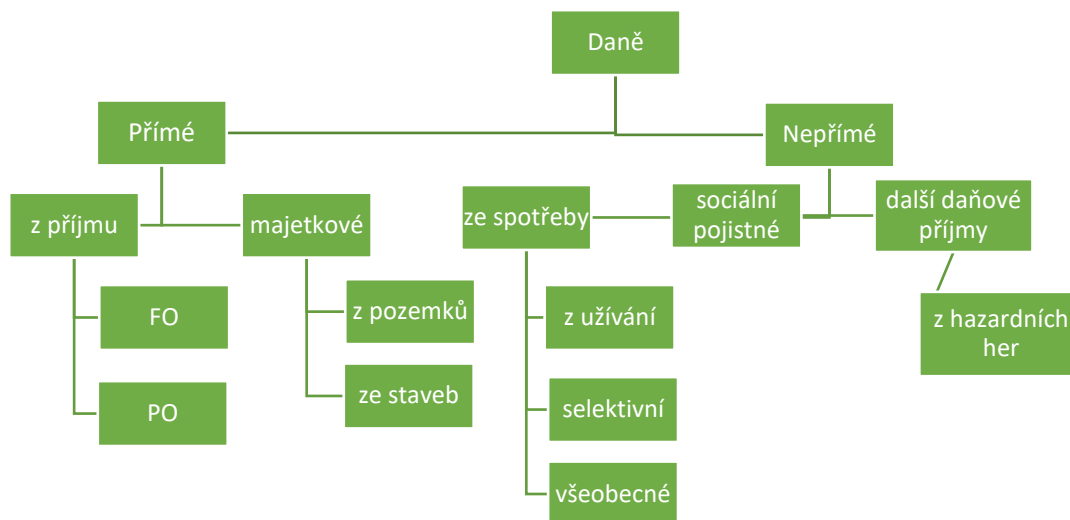 Daně
Přímé
Nepřímé
z příjmu
majetkové
ze spotřeby
sociální
pojistné
další daňové
příjmy
FO
PO
z pozemků
ze staveb
z užívání
selektivní
všeobecné
z hazardních
her